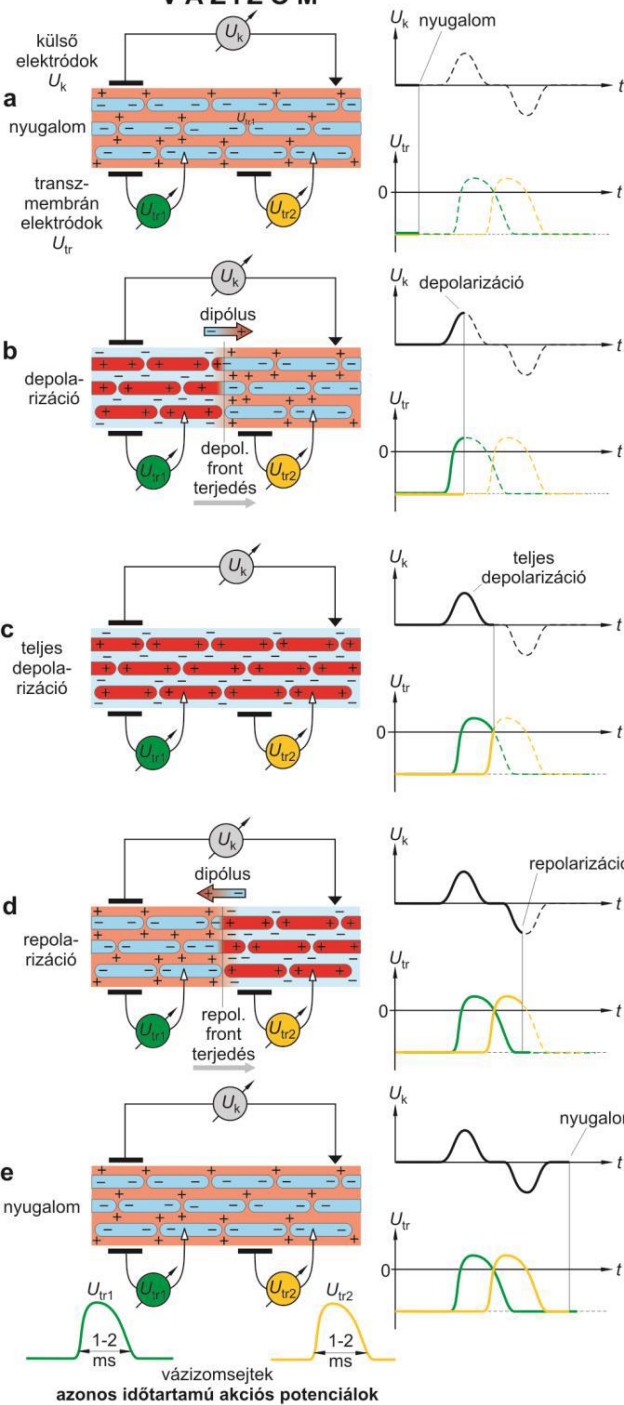 VÁZIZOM
külső
elektródok
Uk
Uk
a
nyugalom
Utr1
transz-
membrán
elektródok
Utr
Utr1
Utr2
Uk
nyugalom
t
Utr
0
t
Uk
dipólus
b
depola-
rizáció
depol.
front
terjedés
Utr1
Utr2
Uk
depolarizáció
t
Utr
0
t
Uk
c
teljes
depola-
rizáció
Utr1
Utr2
Uk
teljes
depolarizáció
t
Utr
0
t
Uk
dipólus
d
repola-
rizáció
repol.
front
terjedés
Utr1
Utr2
Uk
repolarizáció
t
Utr
0
t
Uk
e
nyugalom
Utr1
Utr2
Uk
nyugalom
t
Utr
0
t
Utr1
1-2
ms
Utr2
1-2
ms
vázizomsejtek
azonos időtartamú akciós potenciálok